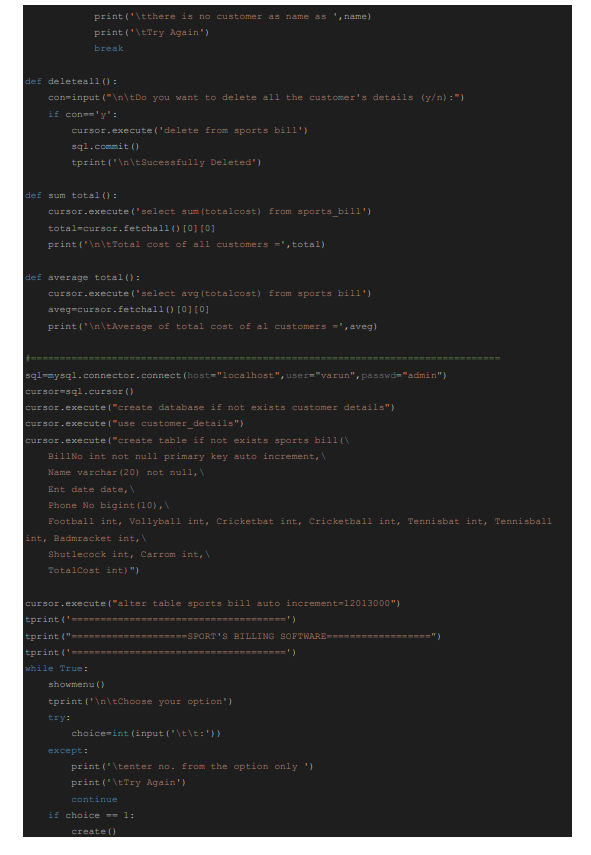 print('\tthere is no customer as name as ',name)
print('\tTry Again')
break
def deleteall():
con=input("\n\tDo you want to delete all the customer's details (y/n):")
if con=='y':
cursor.execute('delete from sports bill')
sql.commit()
tprint('\n\tSucessfully Deleted')
def sum total():
cursor.execute('select sum(totalcost) from sports_bill')
total=cursor.fetchall()[0][0]
print('\n\tTotal cost of all customers =',total)
def average total():
cursor.execute('select avg(totalcost) from sports bill')
aveg=cursor.fetchall()[0][0]
print('\n\tAverage of total cost of al customers =',aveg)
#=================================================================================
sql=mysql.connector.connect(host="localhost",user="varun",passwd="admin")
cursor=sql.cursor()
cursor.execute("create database if not exists customer details")
cursor.execute("use customer_details")
cursor.execute("create table if not exists sports bill(\
BillNo int not null primary key auto increment,\
Name varchar(20) not null,\
Ent date date,\
Phone No bigint(10),\
Football int, Vollyball int, Cricketbat int, Cricketball int, Tennisbat int, Tennisball
int, Badmracket int,\
Shutlecock int, Carrom int,\
TotalCost int)")
cursor.execute("alter table sports bill auto increment=12013000")
tprint('=====================================')
tprint("====================SPORT'S BILLING SOFTWARE==================")
tprint('=====================================')
while True:
showmenu()
tprint('\n\tChoose your option')
try:
choice=int(input('\t\t:'))
except:
print('\tenter no. from the option only ')
print('\tTry Again')
continue
if choice == 1:
create()